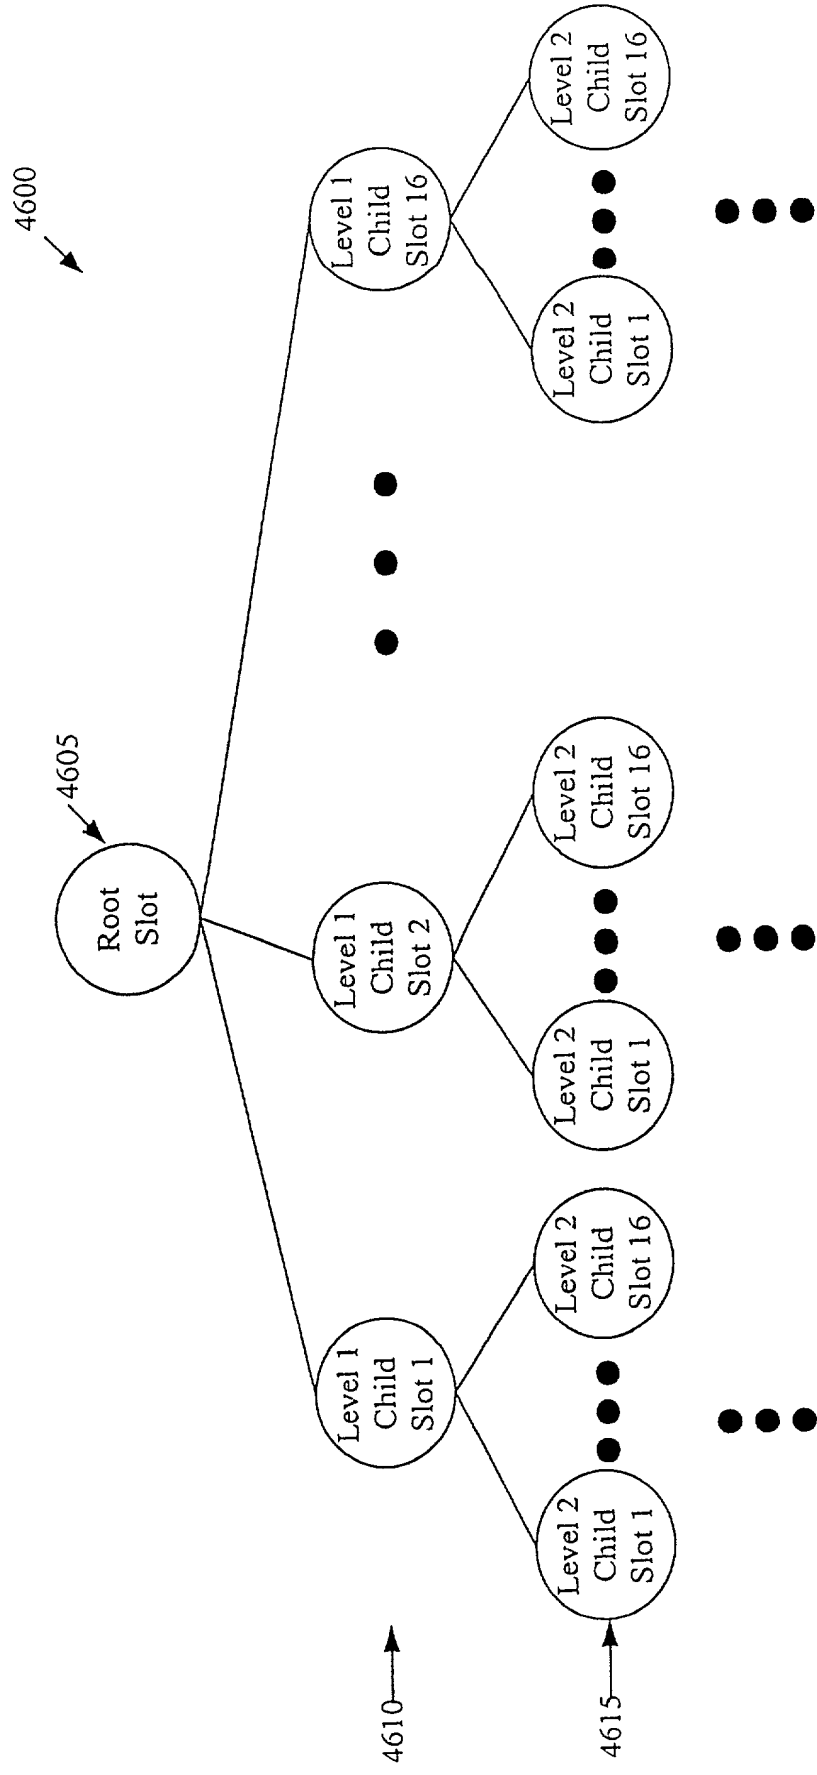 4600
Root
Slot
4605
4610
Level 1
Child
Slot 1
Level 1
Child
Slot 2
Level 1
Child
Slot 16
4615
Level 2
Child
Slot 1
Level 2
Child
Slot 16
Level 2
Child
Slot 1
Level 2
Child
Slot 16
Level 2
Child
Slot 1
Level 2
Child
Slot 16